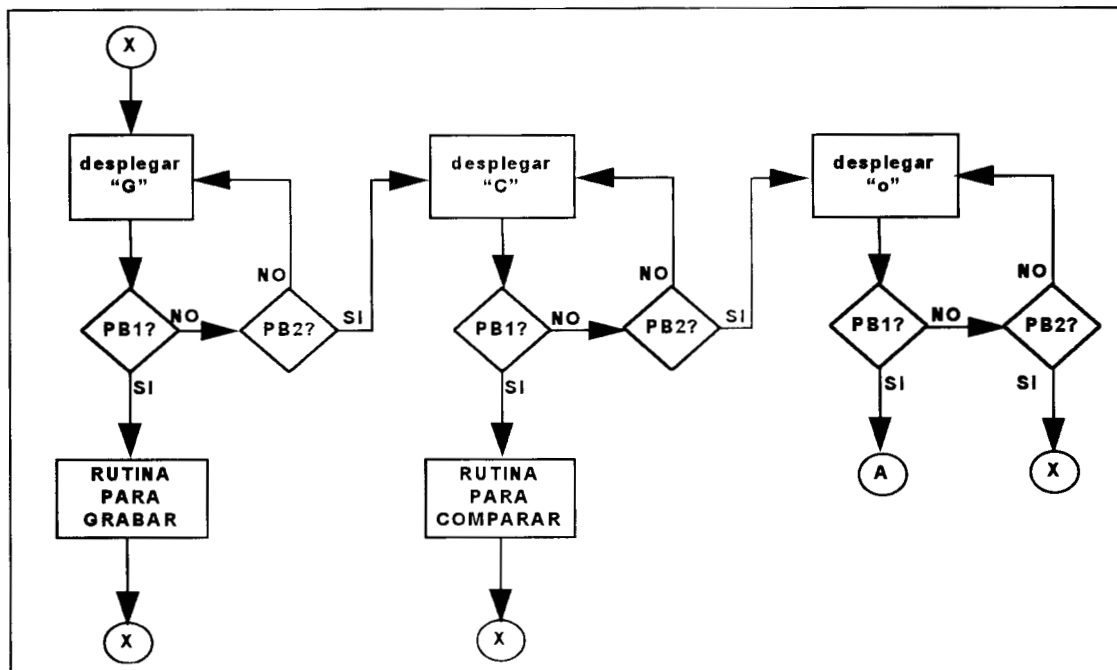 X
desplegar
"G"
desplegar
"C"
desplegar
"o"
NO
NO
NO
PB1?
NO
PB2?
SI
PB1?
NO
PB2?
SI
PB1?
NO
PB2?
SI
SI
SI
SI
RUTINA
PARA
GRABAR
RUTINA
PARA
COMPARAR
A
X
X
X